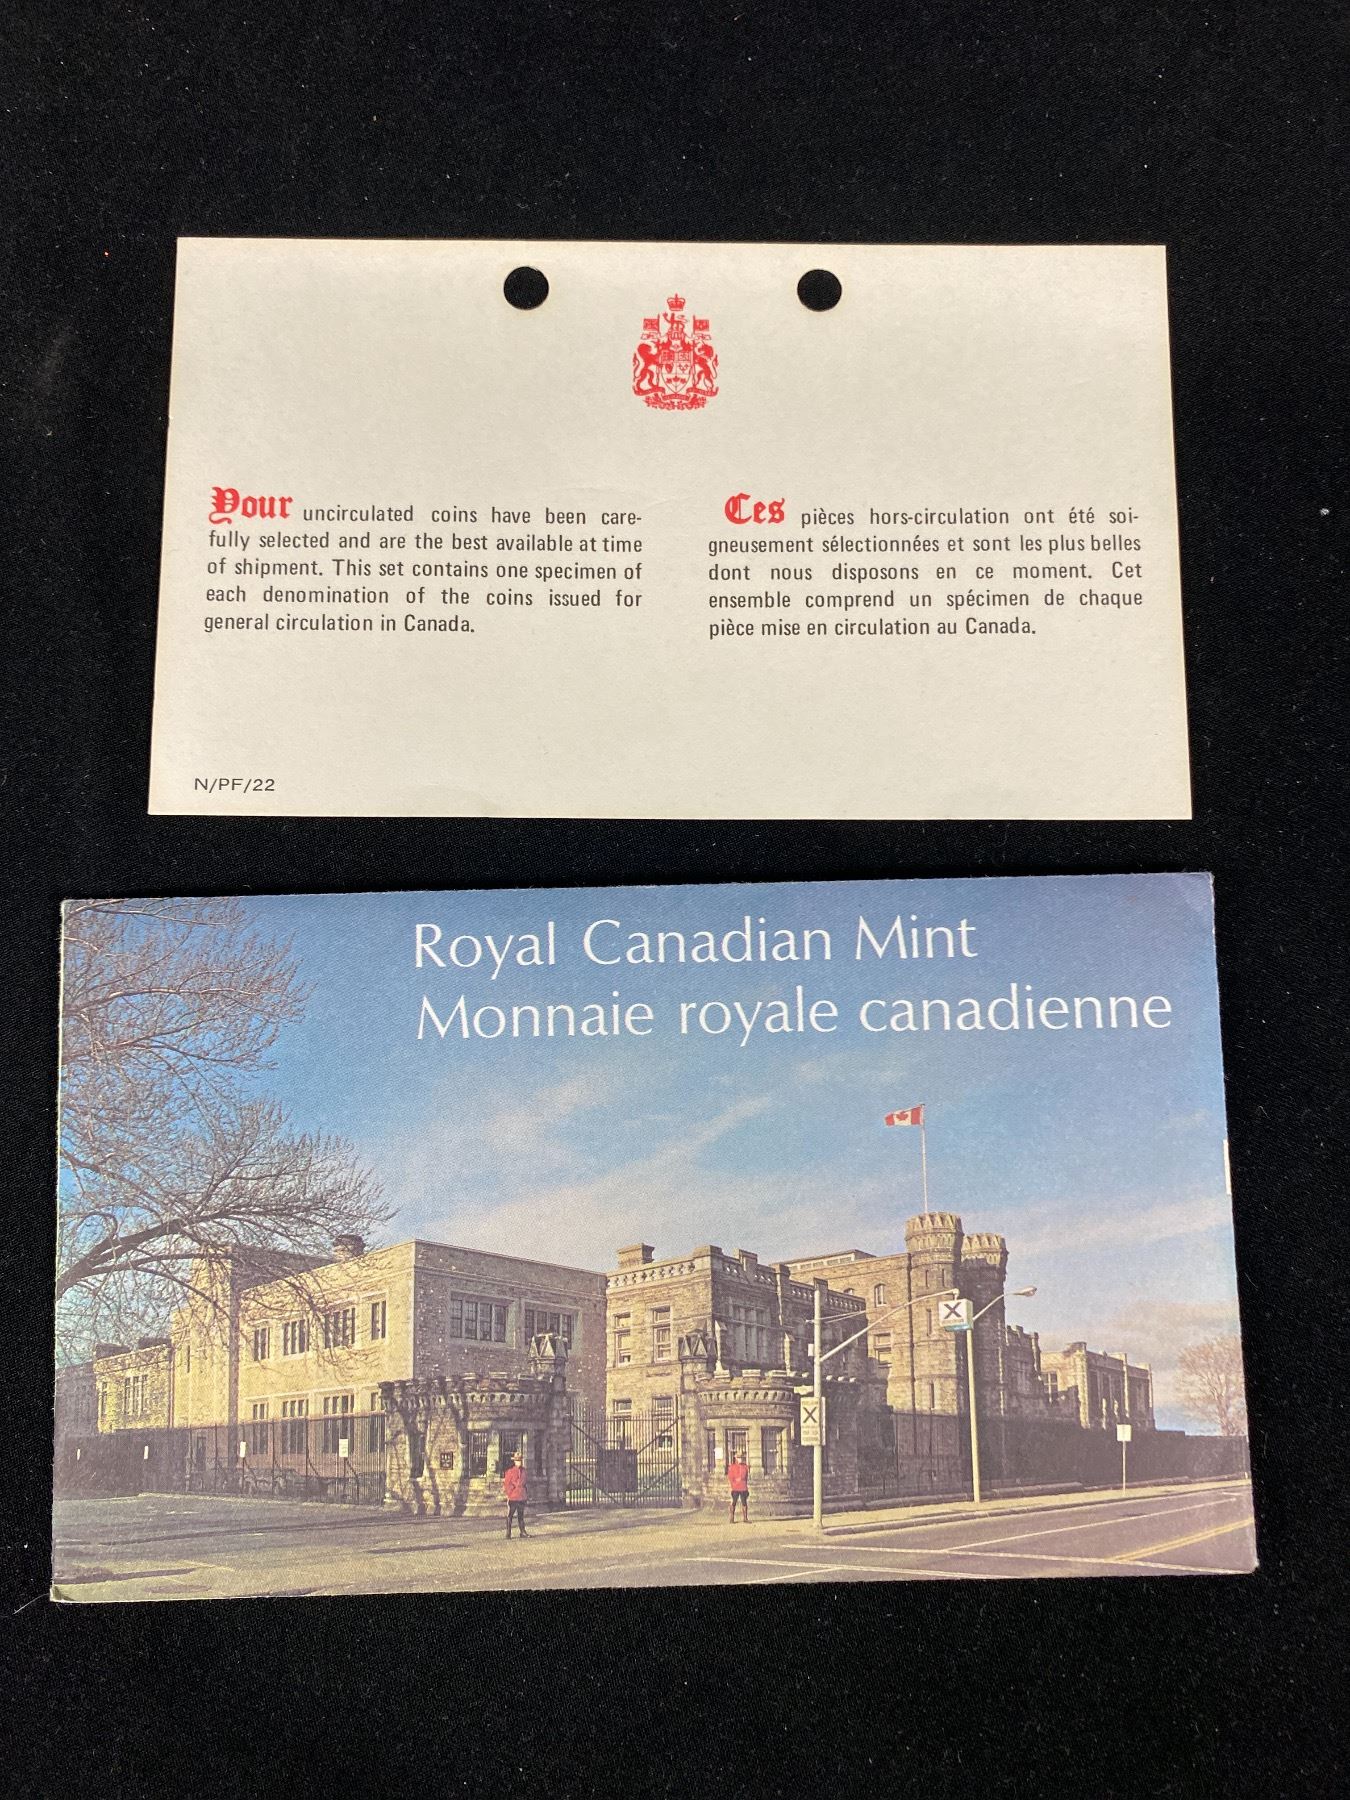 Your uncirculated coins have been care-
fully selected and are the best available at time
of shipment. This set contains one specimen of
each denomination of the coins issued for
general circulation in Canada.
Ces pièces hors-circulation ont été soi-
gneusement sélectionnées et sont les plus belles
dont nous disposons en ce moment. Cet
ensemble comprend un spécimen de chaque
pièce mise en circulation au Canada.
N/PF/22
Royal Canadian Mint
Monnaie royale canadienne
X
X